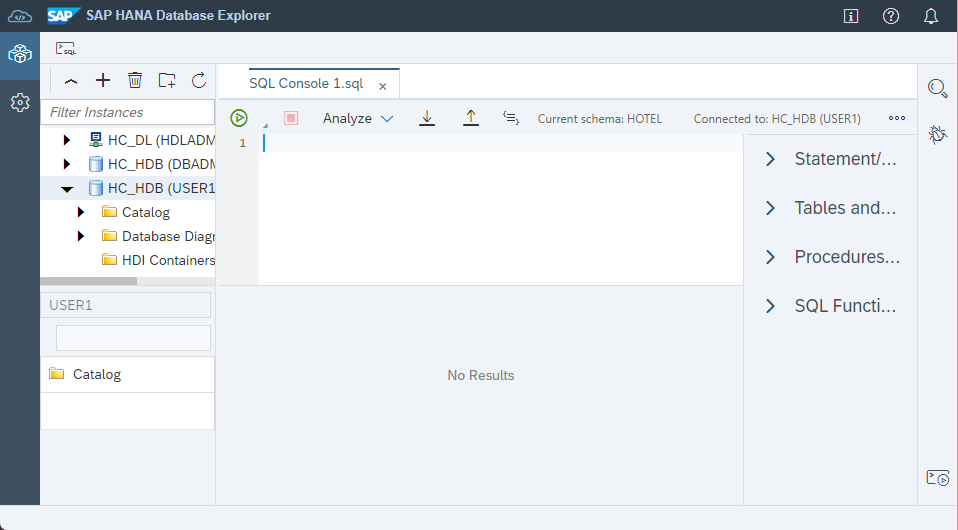 SAP SAP HANA Database Explorer
SQL
SQL Console 1.sql
Filter Instances
Analyze
Current schema: HOTEL
Connected to: HC_HDB (USER1)
HC_DL (HDLADM
HC_HDB (DBADM
HC_HDB (USER1
Catalog
Database Diagr
HDI Containers
1
Statement/...
Tables and...
Procedures...
SQL Functi...
USER1
Catalog
No Results